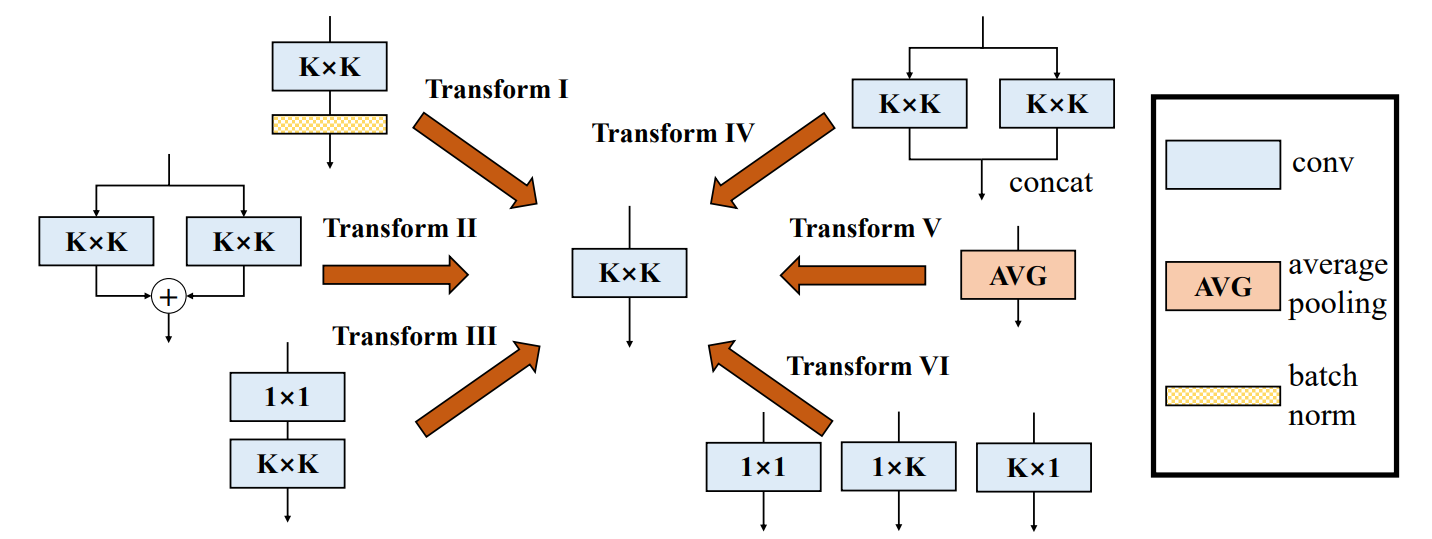 K×K
Transform I
K×K
K×K
Transform IV
concat
K×K
K×K
+
Transform II
K×K
Transform V
AVG
Transform III
1×1
K×K
Transform VI
1×1
1×K
K×1
conv
AVG
average
pooling
batch
norm